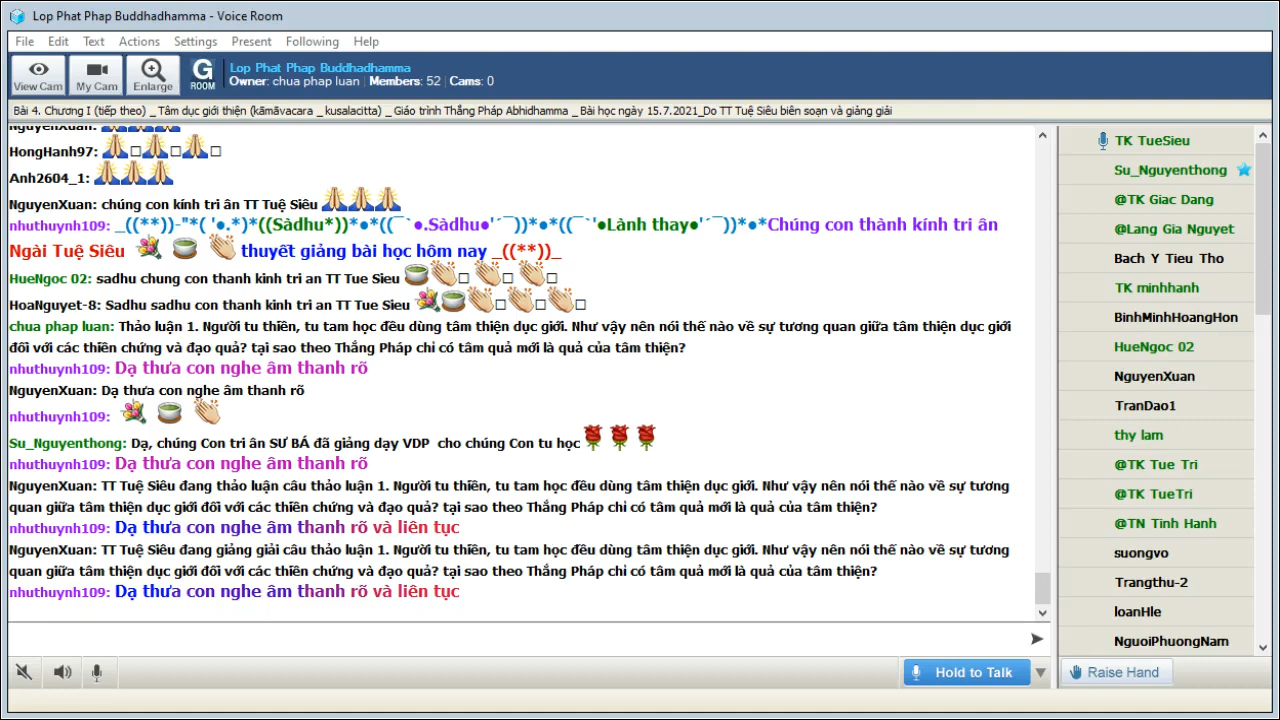 Lop Phat Phap Buddhadhamma - Voice Room
File Edit Text Actions Settings Present Following Help
View Cam My Cam Enlarge G ROOM
Lop Phat Phap Buddhadhamma
Owner: chua phap luan | Members: 52 | Cams: 0
Bài 4. Chương I (tiếp theo) _ Tâm dục giới thiện (kāmāvacara _ kusalacitta) _ Giáo trình Thắng Pháp Abhidhamma _ Bài học ngày 15.7.2021_Do TT Tuệ Siêu biên soạn và giảng giải
NguyenXuan: 🙏🙏🙏
HongHanh97: 🙏□🙏□🙏□
Anh2604_1: 🙏🙏🙏
NguyenXuan: chúng con kính tri ân TT Tuệ Siêu 🙏🙏🙏
nhuthuynh109: _((**))-"*( '●.*)*((Sàdhu*))*●*((¯`●.Sàdhu●'´¯))*●*((¯`'●Lành thay●'´¯))*●*Chúng con thành kính tri ân
Ngài Tuệ Siêu 💐 🍵 👏 thuyết giảng bài học hôm nay _((**))_
HueNgoc 02: sadhu chung con thanh kinh tri an TT Tue Sieu 🍵👏□ 👏□ 👏□
HoaNguyet-8: Sadhu sadhu con thanh kinh tri an TT Tue Sieu 💐🍵👏□👏□👏□
chua phap luan: Thảo luận 1. Người tu thiền, tu tam học đều dùng tâm thiện dục giới. Như vậy nên nói thế nào về sự tương quan giữa tâm thiện dục giới
đối với các thiền chứng và đạo quả? tại sao theo Thắng Pháp chỉ có tâm quả mới là quả của tâm thiện?
nhuthuynh109: Dạ thưa con nghe âm thanh rõ
NguyenXuan: Dạ thưa con nghe âm thanh rõ
nhuthuynh109: 💐 🍵 👏
Su_Nguyenthong: Dạ, chúng Con tri ân SƯ BÁ đã giảng dạy VDP cho chúng Con tu học 🌹🌹🌹
nhuthuynh109: Dạ thưa con nghe âm thanh rõ
NguyenXuan: TT Tuệ Siêu đang thảo luận câu thảo luận 1. Người tu thiền, tu tam học đều dùng tâm thiện dục giới. Như vậy nên nói thế nào về sự tương
quan giữa tâm thiện dục giới đối với các thiền chứng và đạo quả? tại sao theo Thắng Pháp chỉ có tâm quả mới là quả của tâm thiện?
nhuthuynh109: Dạ thưa con nghe âm thanh rõ và liên tục
NguyenXuan: TT Tuệ Siêu đang giảng giải câu thảo luận 1. Người tu thiền, tu tam học đều dùng tâm thiện dục giới. Như vậy nên nói thế nào về sự tương
quan giữa tâm thiện dục giới đối với các thiền chứng và đạo quả? tại sao theo Thắng Pháp chỉ có tâm quả mới là quả của tâm thiện?
nhuthuynh109: Dạ thưa con nghe âm thanh rõ và liên tục
TK TueSieu
Su_Nguyenthong
@TK Giac Dang
@Lang Gia Nguyet
Bach Y Tieu Tho
TK minhhanh
BinhMinhHoangHon
HueNgoc 02
NguyenXuan
TranDao1
thy lam
@TK Tue Tri
@TK TueTri
@TN Tinh Hanh
suongvo
Trangthu-2
loanHle
NguoiPhuongNam
Hold to Talk
Raise Hand